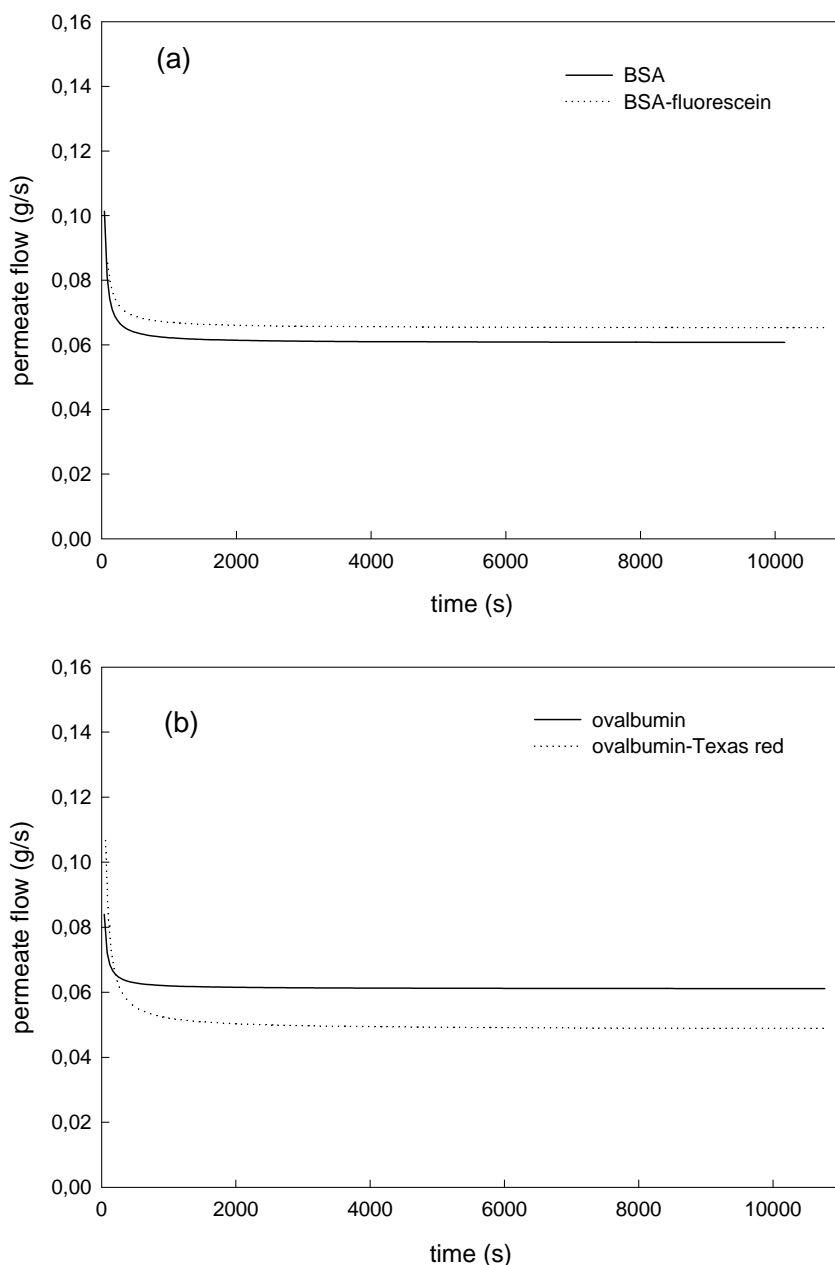 0,16
(a)
BSA
0,14
BSA-fluorescein
0,12
0,10
0,08
0,06
0,04
0,02
0,00
permeate flow (g/s)
0 2000 4000 6000 8000 10000
time (s)
0,16
(b)
ovalbumin
0,14
ovalbumin-Texas red
0,12
0,10
0,08
0,06
0,04
0,02
0,00
permeate flow (g/s)
0 2000 4000 6000 8000 10000
time (s)